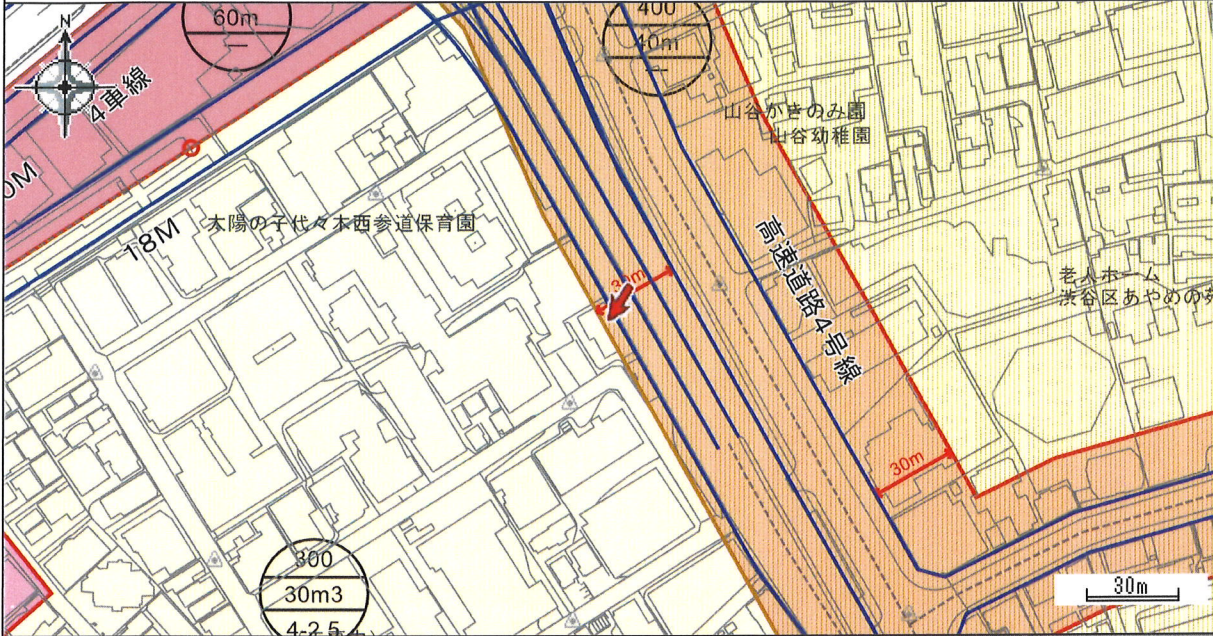 60m
—
400
40m
—
N
4車線
0M
山谷かきのみ園
山谷幼稚園
18M
太陽の子代々木西参道保育園
高速道路4号線
30m
老人ホーム
渋谷区あやめの苑
30m
300
30m3
30m